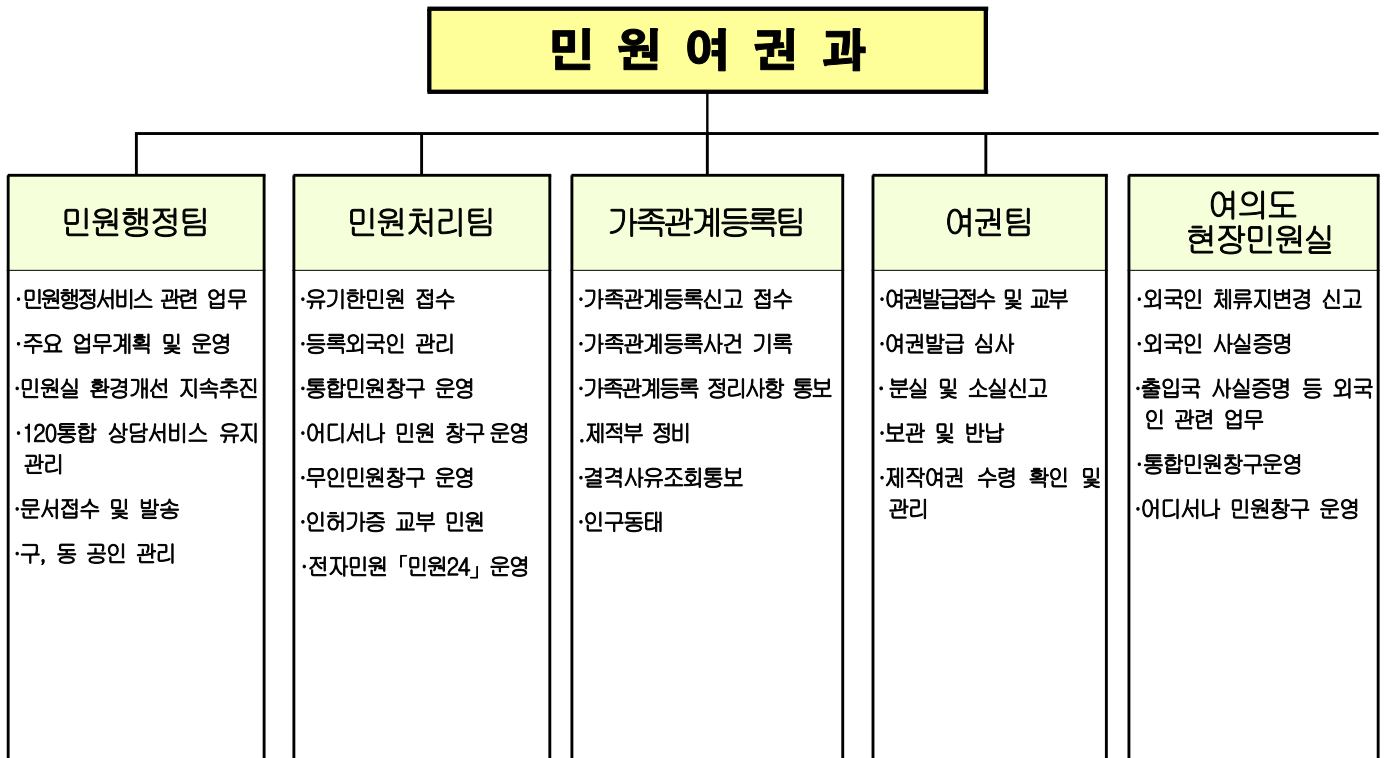 민 원 여 권 과
민원행정팀
·민원행정서비스 관련 업무
·주요 업무계획 및 운영
·민원실 환경개선 지속추진
·120통합 상담서비스 유지
관리
·문서접수 및 발송
·구, 동 공인 관리
민원처리팀
·유기한민원 접수
·등록외국인 관리
·통합민원창구 운영
·어디서나 민원 창구 운영
·무인민원창구 운영
·인허가증 교부 민원
·전자민원「민원24」운영
가족관계등록팀
·가족관계등록신고 접수
·가족관계등록사건 기록
·가족관계등록 정리사항 통보
.제적부 정비
·결격사유조회통보
·인구동태
여권팀
·여권발급접수 및 교부
·여권발급 심사
· 분실 및 소실신고
·보관 및 반납
·제작여권 수령 확인 및
관리
여의도
현장민원실
·외국인 체류지변경 신고
·외국인 사실증명
·출입국 사실증명 등 외국
인 관련 업무
·통합민원창구운영
·어디서나 민원창구 운영